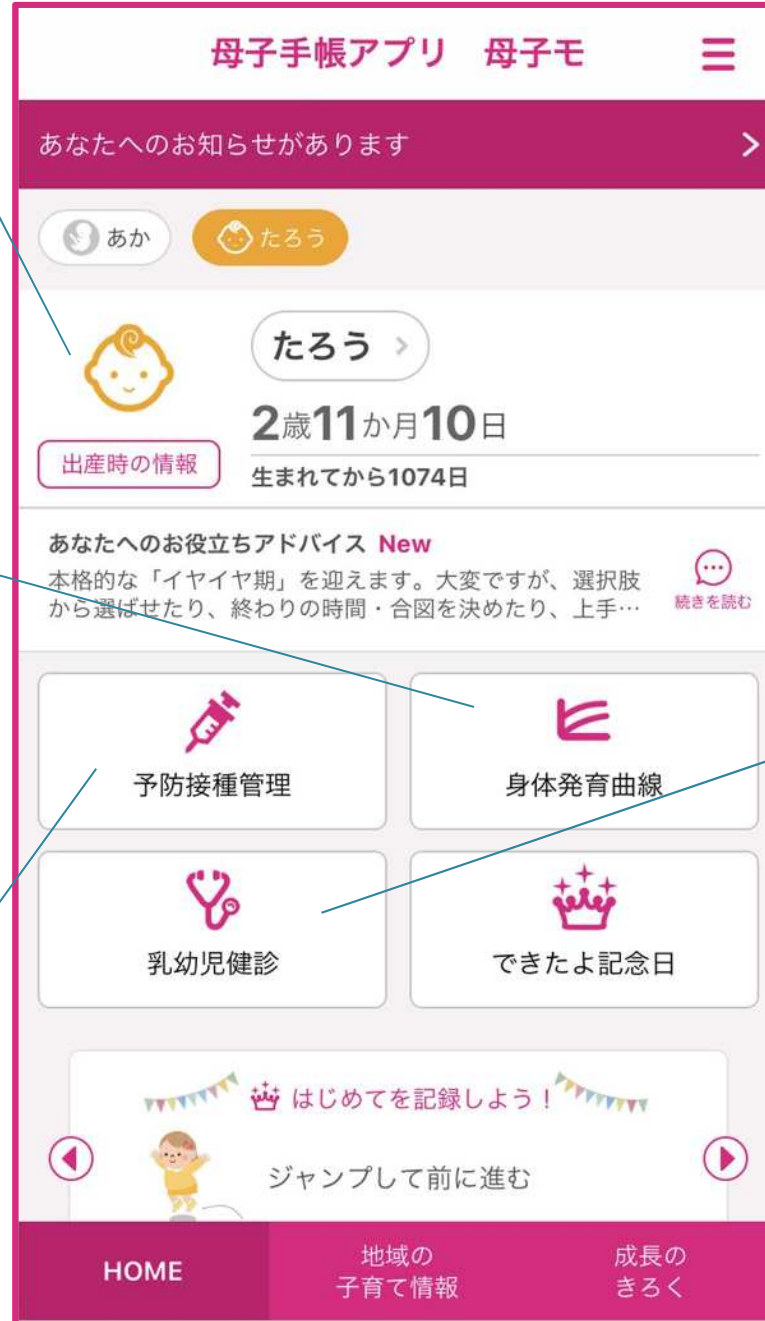 母子手帳アプリ　母子モ
あなたへのお知らせがあります
あか
たろう
たろう
2歳11か月10日
出産時の情報
生まれてから1074日
あなたへのお役立ちアドバイス New
本格的な「イヤイヤ期」を迎えます。大変ですが、選択肢
から選ばせたり、終わりの時間・合図を決めたり、上手…
続きを読む
予防接種管理
身体発育曲線
乳幼児健診
できたよ記念日
はじめてを記録しよう！
ジャンプして前に進む
HOME
地域の
子育て情報
成長の
きろく